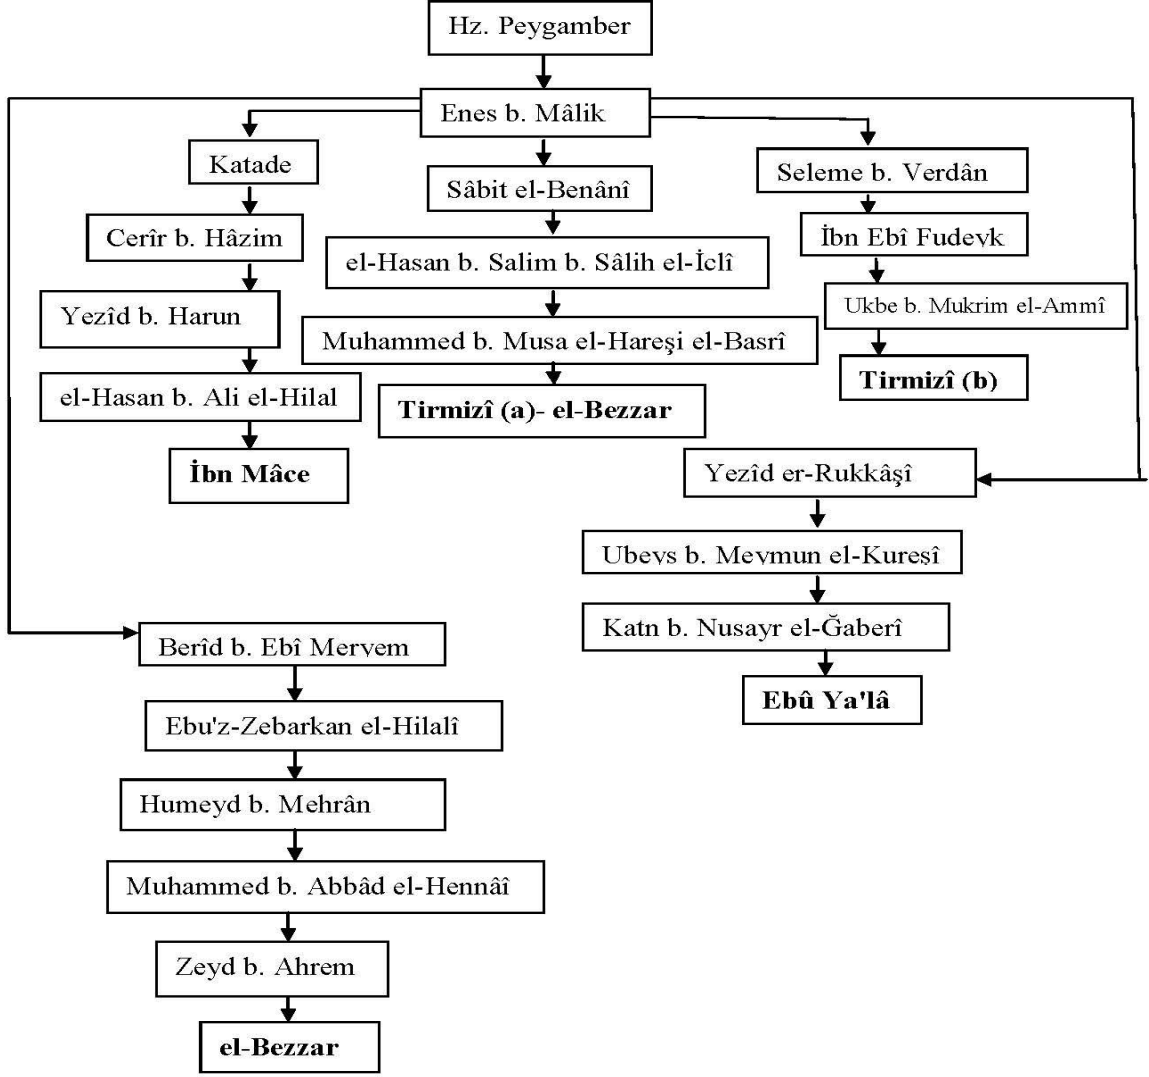 Hz. Peygamber
Enes b. Mâlik
Katade
Cerîr b. Hâzim
Yezîd b. Harun
el-Hasan b. Ali el-Hilal
İbn Mâce
Sâbit el-Benânî
el-Hasan b. Salim b. Sâlih el-İclî
Muhammed b. Musa el-Hareşi el-Basrî
Tirmizî (a)- el-Bezzar
Seleme b. Verdân
İbn Ebî Fudeyk
Ukbe b. Mukrim el-Ammî
Tirmizî (b)
Yezîd er-Rukkâşî
Ubeys b. Meymun el-Kureşî
Katn b. Nusayr el-Ğaberî
Ebû Ya'lâ
Berîd b. Ebî Meryem
Ebu'z-Zebarkan el-Hilalî
Humeyd b. Mehrân
Muhammed b. Abbâd el-Hennâî
Zeyd b. Ahrem
el-Bezzar